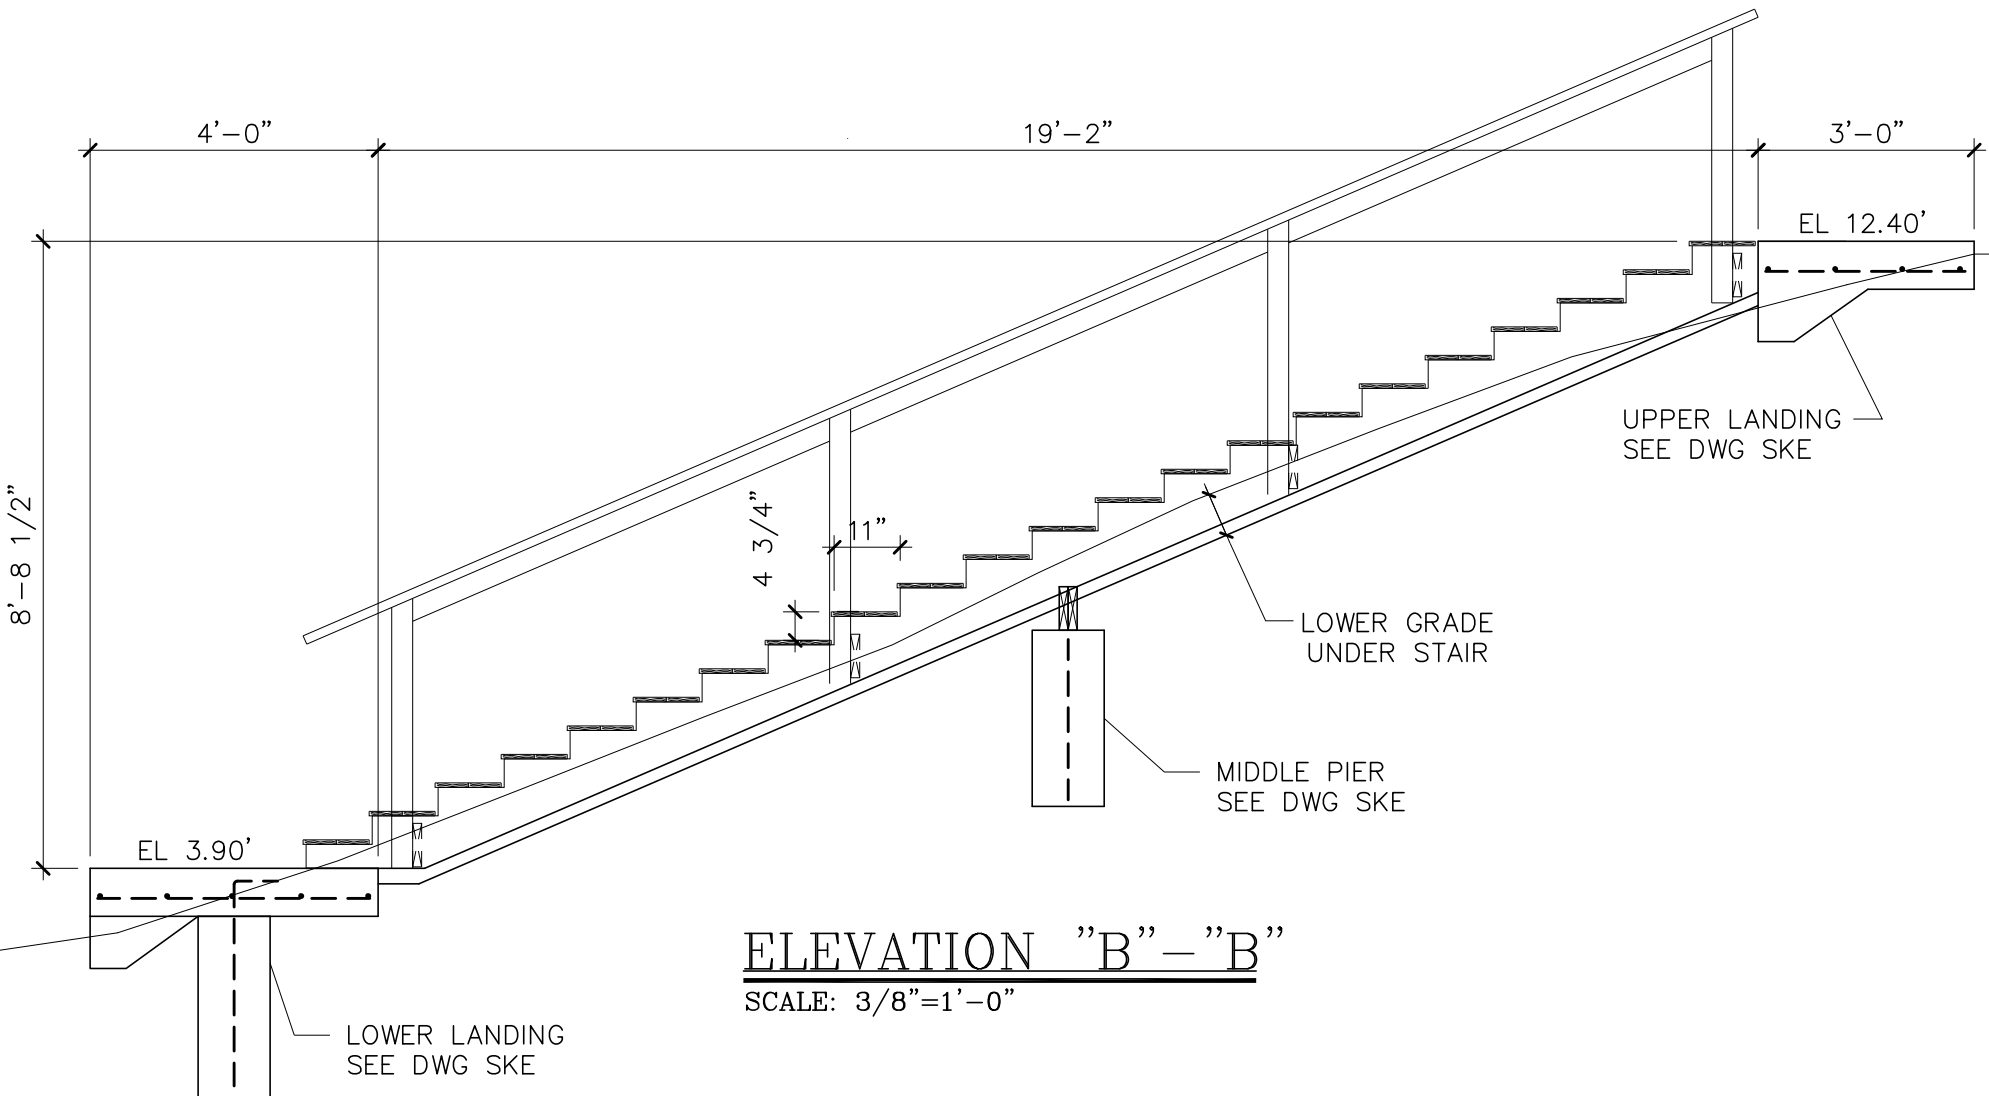 4'-0"
19'-2"
3'-0"
EL 12.40'
UPPER LANDING
SEE DWG SKE
8'-8 1/2"
4 3/4"
11"
LOWER GRADE
UNDER STAIR
MIDDLE PIER
SEE DWG SKE
EL 3.90'
ELEVATION "B"-"B"
SCALE: 3/8"=1'-0"
LOWER LANDING
SEE DWG SKE